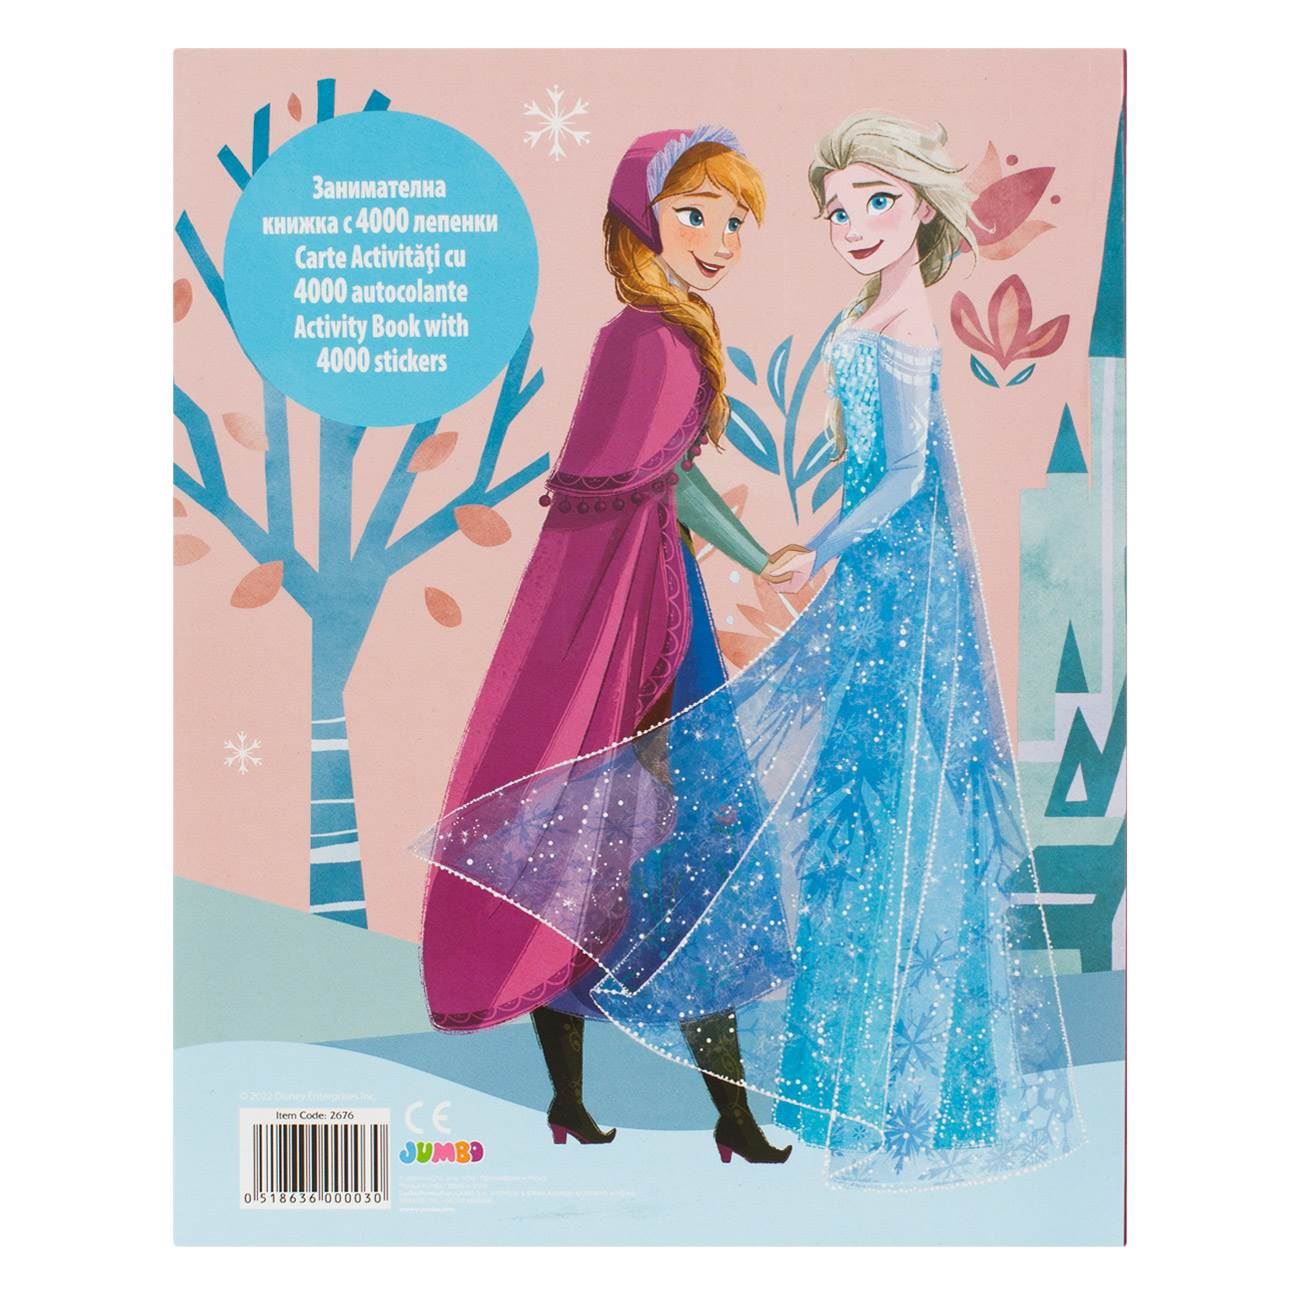 Занимателна
книжка с 4000 лепенки
Carte Activităţi cu
4000 autocolante
Activity Book with
4000 stickers
© 2022 Disney Enterprises Inc.
Item Code: 2676
0 518636 000030
CE
JUMBO